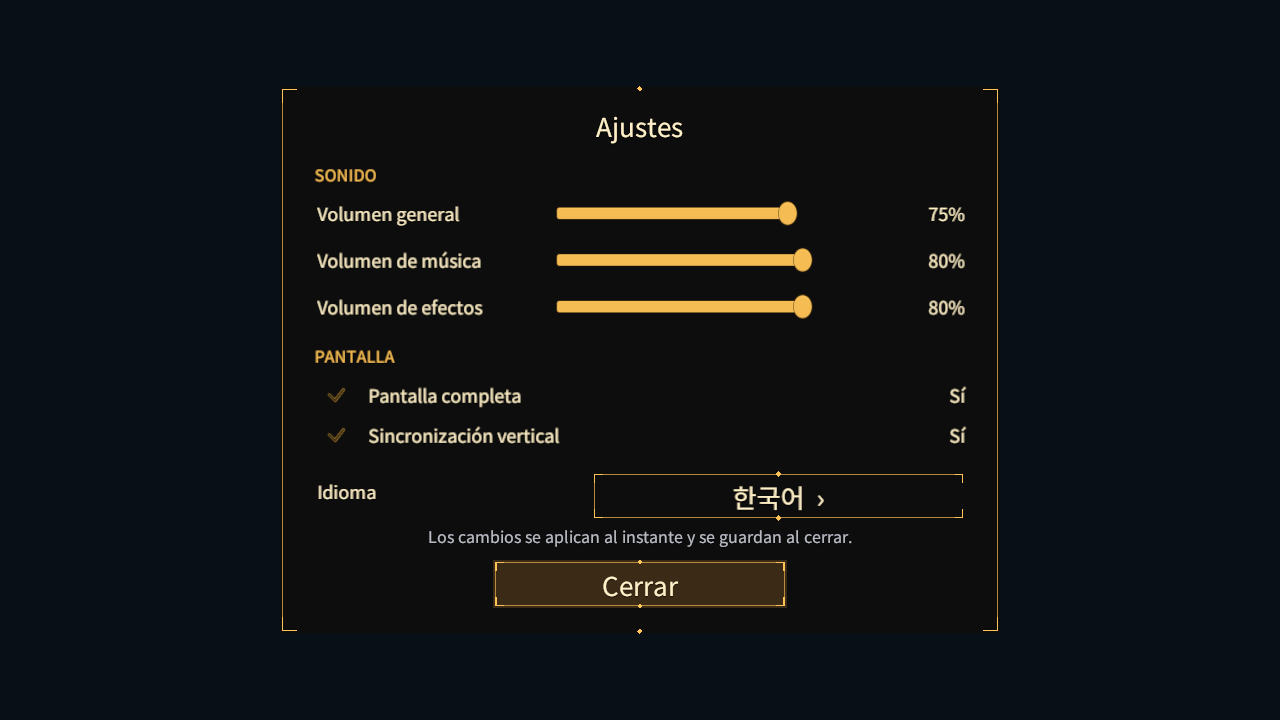 Ajustes
SONIDO
Volumen general 75%
Volumen de música 80%
Volumen de efectos 80%
PANTALLA
Pantalla completa Sí
Sincronización vertical Sí
Idioma 한국어 ›
Los cambios se aplican al instante y se guardan al cerrar.
Cerrar